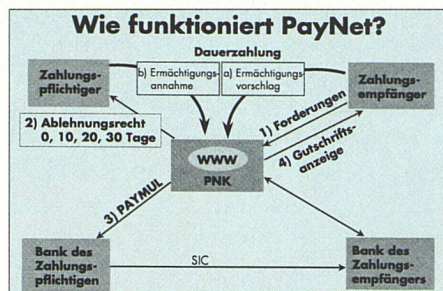 Wie funktioniert PayNet?
Dauerzahlung
Zahlungs-
pflichtiger
b) Ermächtigungs-
annahme
a) Ermächtigungs-
vorschlag
Zahlungs-
empfänger
2) Ablehnungsrecht
0, 10, 20, 30 Tage
1) Forderungen
4) Gutschrifts-
anzeige
www
PNK
3) PAYMUL
Bank des
Zahlungs-
pflichtigen
SIC
Bank des
Zahlungs-
empfängers